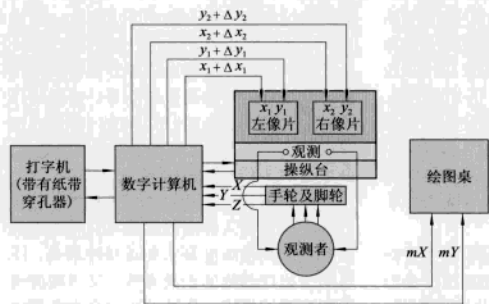 y₂+Δy₂
x₂+Δx₂
y₁+Δy₁
x₁+Δx₁
x₁ y₁
左像片
x₂ y₂
右像片
观测
操纵台
打字机
(带有纸带
穿孔器)
数字计算机
X
Y
Z
手轮及脚轮
观测者
绘图桌
mX
mY